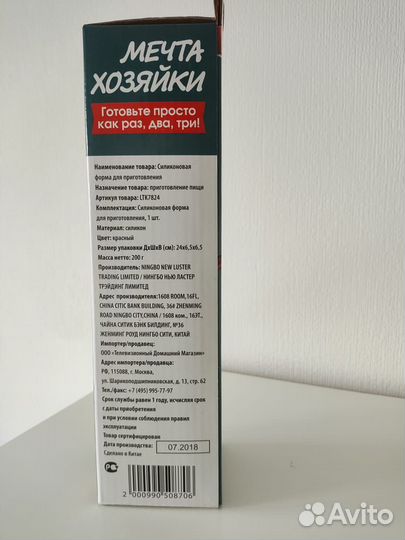 МЕЧТА
ХОЗЯЙКИ
Готовьте просто
как раз, два, три!
Наименование товара: Силиконовая
форма для приготовления
Назначение товара: приготовление пищи
Артикул товара: LTK7824
Комплектация: Силиконовая форма
для приготовления, 1 шт.
Материал: силикон
Цвет: красный
Размер упаковки ДхШхВ (см): 24х6,5х6,5
Масса нетто: 200 г
Производитель: NINGBO NEW LUSTER
TRADING LIMITED / НИНГБО НЬЮ ЛАСТЕР
ТРЭЙДИНГ ЛИМИТЕД
Адрес производителя:1608 ROOM,16FL,
CHINA CITIC BANK BUILDING, 36# ZHENMING
ROAD NINGBO CITY,CHINA / 1608 ком., 16ЭТ.,
ЧАЙНА СИТИК БЭНК БИЛДИНГ, №36
ЖЕНМИНГ РОУД НИНГБО СИТИ, КИТАЙ
Импортер/продавец:
ООО «Телевизионный Домашний Магазин»
Адрес импортера/продавца:
РФ, 115088, г. Москва,
ул. Шарикоподшипниковская, д. 13, стр. 62
Тел./факс: +7 (495) 995-77-97
Срок службы равен 1 году, исчисляя срок
с даты приобретения
и при условии соблюдения правил
эксплуатации
Товар сертифицирован
Дата производства: 07.2018
Сделано в Китае
2 000990 508706
Avito